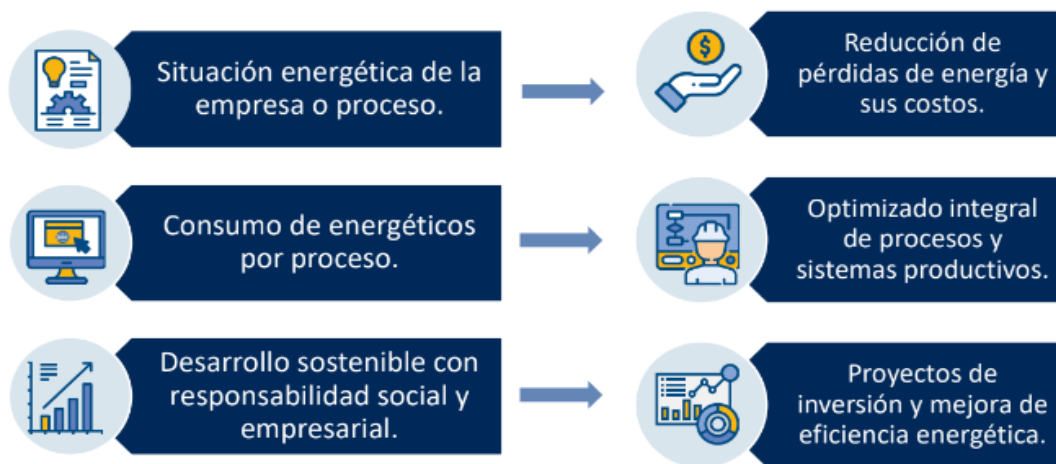 Situación energética de la
empresa o proceso.
$
Reducción de
pérdidas de energía y
sus costos.
Consumo de energéticos
por proceso.
Optimizado integral
de procesos y
sistemas productivos.
Desarrollo sostenible con
responsabilidad social y
empresarial.
Proyectos de
inversión y mejora de
eficiencia energética.